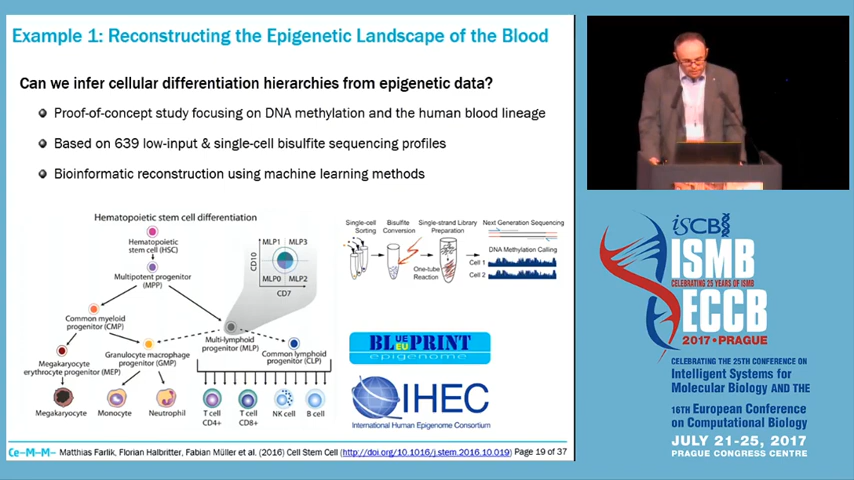 Example 1: Reconstructing the Epigenetic Landscape of the Blood
Can we infer cellular differentiation hierarchies from epigenetic data?
Proof-of-concept study focusing on DNA methylation and the human blood lineage
Based on 639 low-input & single-cell bisulfite sequencing profiles
Bioinformatic reconstruction using machine learning methods
Hematopoietic stem cell differentiation
Hematopoietic
stem cell (HSC)
Multipotent progenitor
(MPP)
Common myeloid
progenitor (CMP)
Megakaryocyte
erythrocyte progenitor (MEP)
Granulocyte macrophage
progenitor (GMP)
Multi-lymphoid
progenitor (MLP)
Common lymphoid
progenitor (CLP)
Megakaryocyte
Monocyte
Neutrophil
T cell
CD4+
T cell
CD8+
NK cell
B cell
MLP1
MLP3
MLP0
MLP2
CD10
CD7
Single-cell
Sorting
Bisulfite
Conversion
Single-strand Library
Preparation
Next Generation Sequencing
One-tube
Reaction
DNA Methylation Calling
Cell 1
Cell 2
BLUEPRINT
EU
epigenome
IHEC
International Human Epigenome Consortium
Ce-M-M-
Matthias Farlik, Florian Halbritter, Fabian Müller et al. (2016) Cell Stem Cell (http://doi.org/10.1016/j.stem.2016.10.019) Page 19 of 37
iSCB
ISMB
CELEBRATING 25 YEARS OF ISMB
ECCB
2017 • PRAGUE
CELEBRATING THE 25TH CONFERENCE ON
Intelligent Systems for
Molecular Biology AND THE
16TH European Conference
on Computational Biology
JULY 21-25, 2017
PRAGUE CONGRESS CENTRE